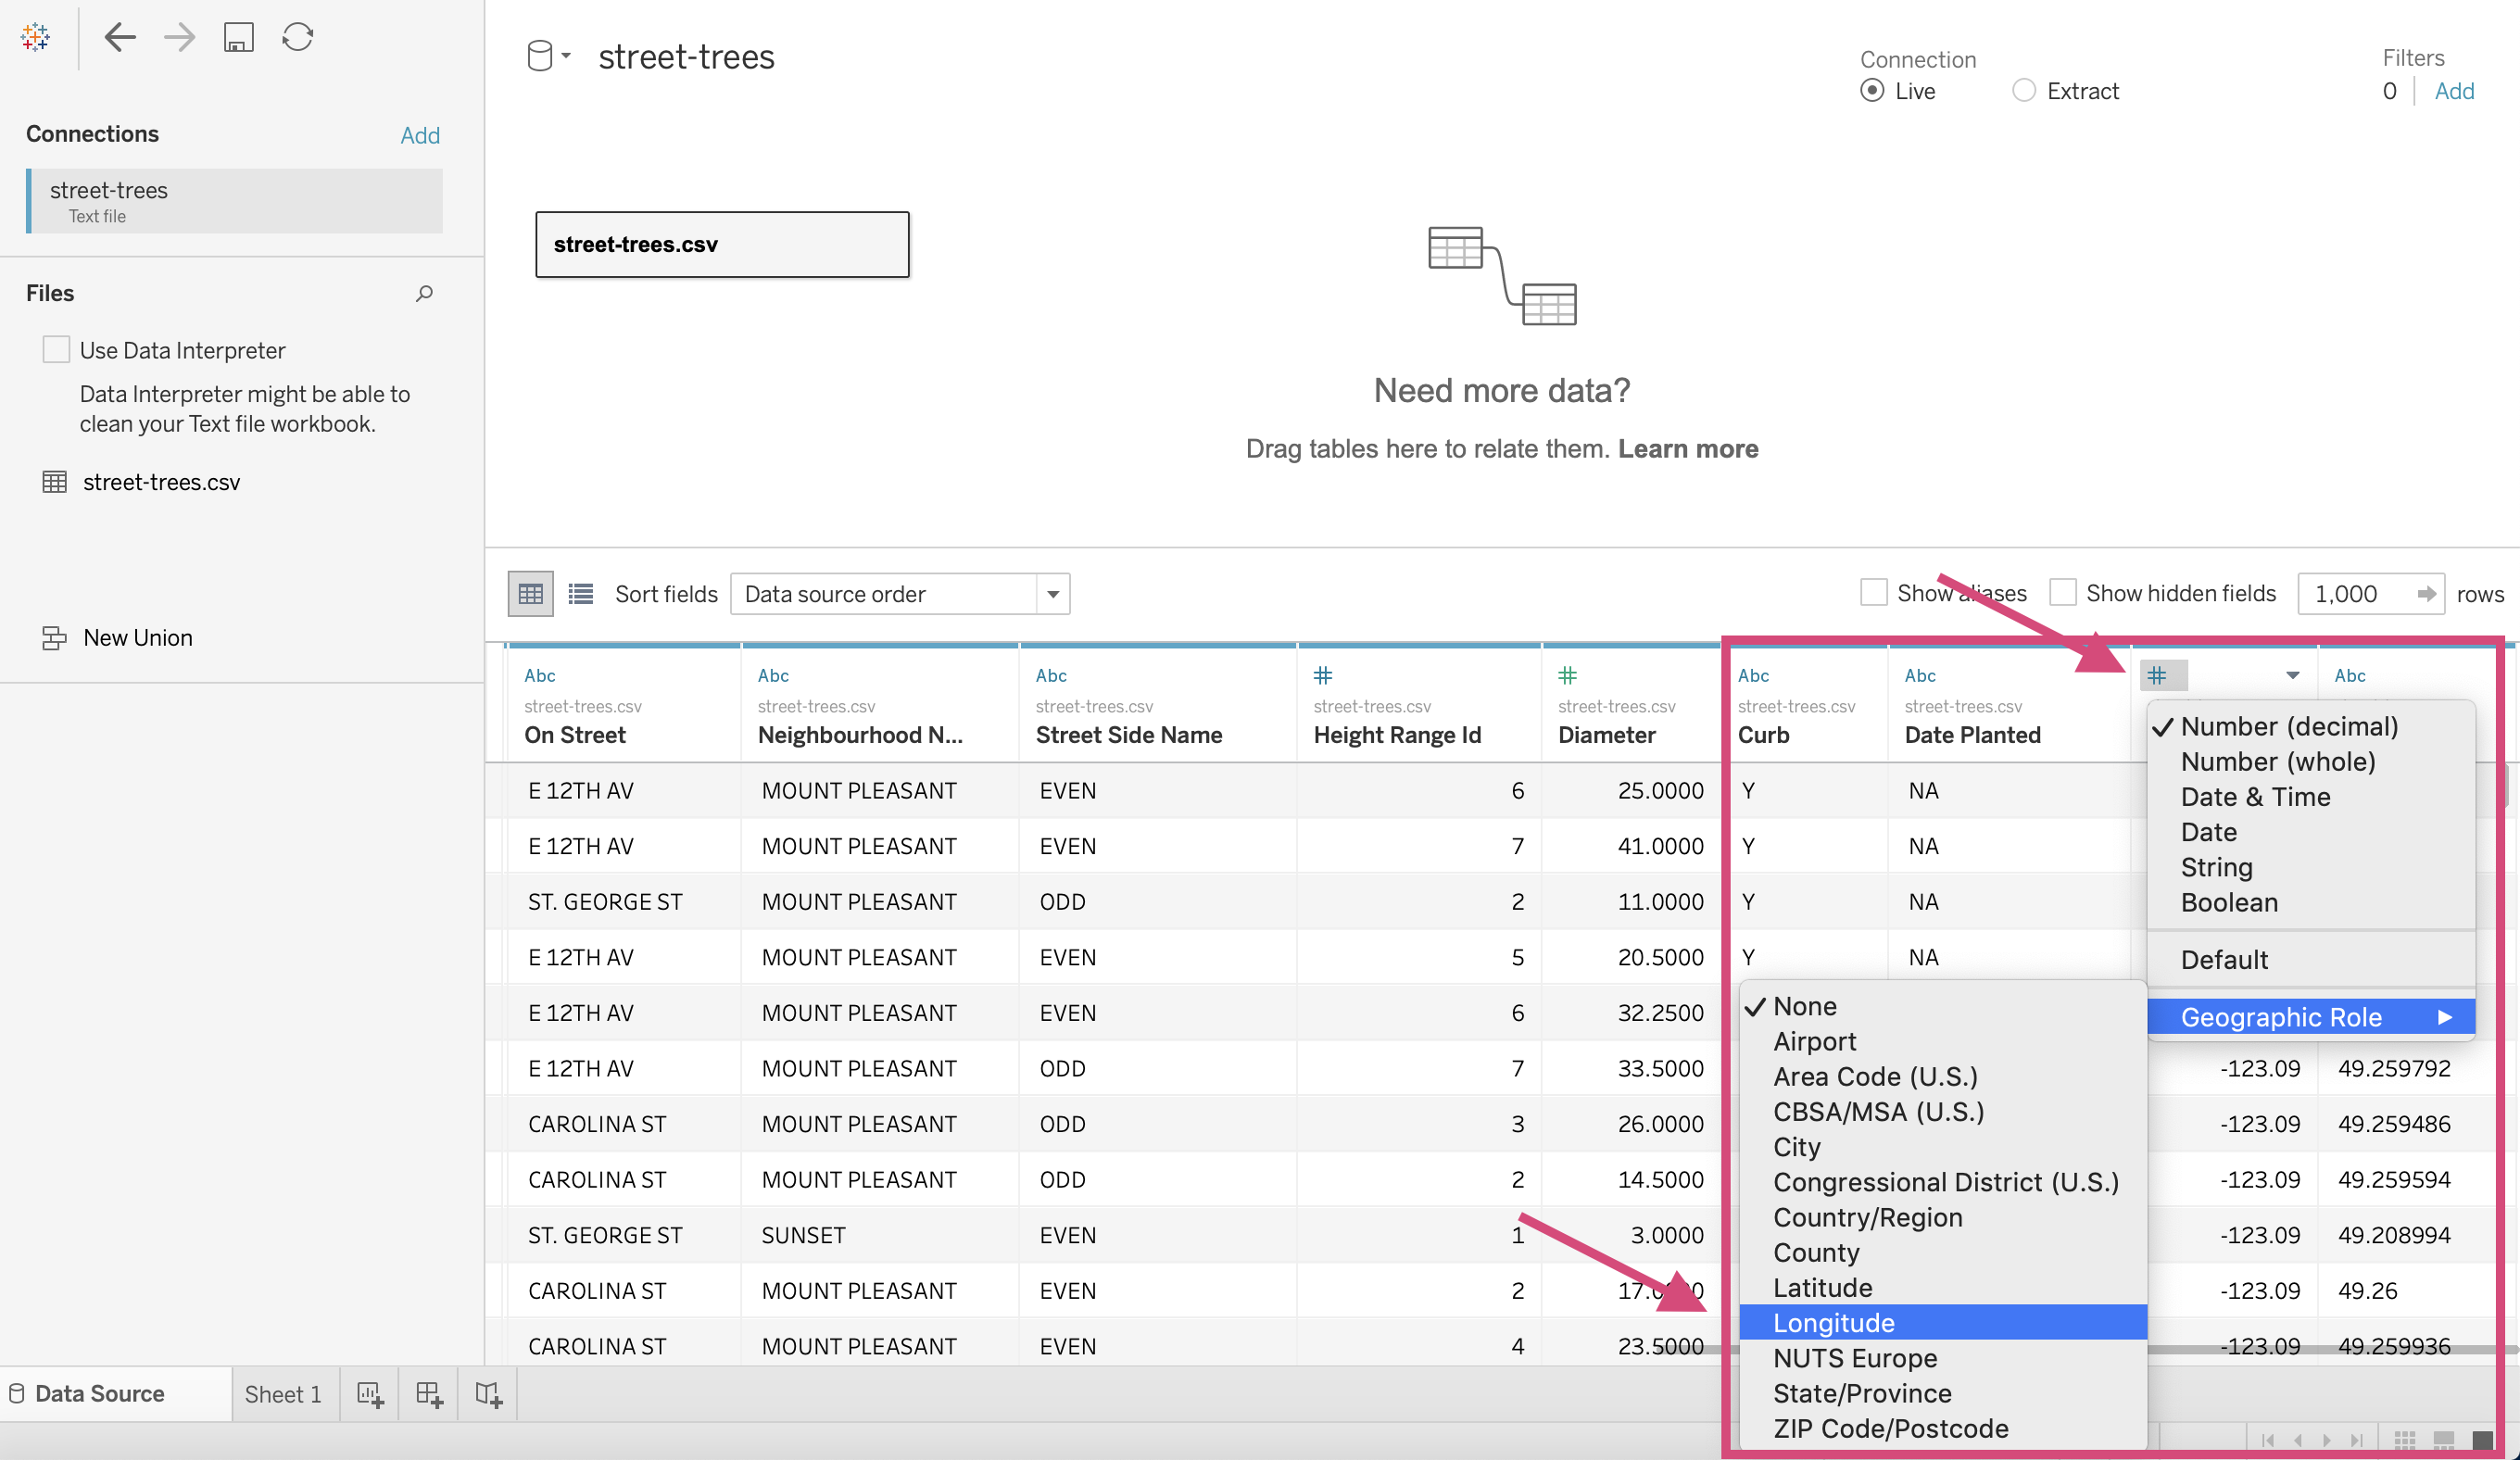 street-trees
Connection
Live
Extract
Filters
0
Add
Connections
Add
street-trees
Text file
street-trees.csv
Files
Use Data Interpreter
Data Interpreter might be able to
clean your Text file workbook.
street-trees.csv
New Union
Need more data?
Drag tables here to relate them. Learn more
Sort fields
Data source order
Show aliases
Show hidden fields
1,000
rows
Abc Abc Abc # # Abc Abc # Abc
street-trees.csv street-trees.csv street-trees.csv street-trees.csv street-trees.csv street-trees.csv street-trees.csv
On Street Neighbourhood N... Street Side Name Height Range Id Diameter Curb Date Planted
E 12TH AV MOUNT PLEASANT EVEN 6 25.0000 Y NA
E 12TH AV MOUNT PLEASANT EVEN 7 41.0000 Y NA
ST. GEORGE ST MOUNT PLEASANT ODD 2 11.0000 Y NA
E 12TH AV MOUNT PLEASANT EVEN 5 20.5000 Y NA
E 12TH AV MOUNT PLEASANT EVEN 6 32.2500
E 12TH AV MOUNT PLEASANT ODD 7 33.5000 -123.09 49.259792
CAROLINA ST MOUNT PLEASANT ODD 3 26.0000 -123.09 49.259486
CAROLINA ST MOUNT PLEASANT ODD 2 14.5000 -123.09 49.259594
ST. GEORGE ST SUNSET EVEN 1 3.0000 -123.09 49.208994
CAROLINA ST MOUNT PLEASANT EVEN 2 -123.09 49.26
CAROLINA ST MOUNT PLEASANT EVEN 4 23.5000 -123.09 49.259936
Number (decimal)
Number (whole)
Date & Time
Date
String
Boolean
Default
Geographic Role
None
Airport
Area Code (U.S.)
CBSA/MSA (U.S.)
City
Congressional District (U.S.)
Country/Region
County
Latitude
Longitude
NUTS Europe
State/Province
ZIP Code/Postcode
Data Source
Sheet 1